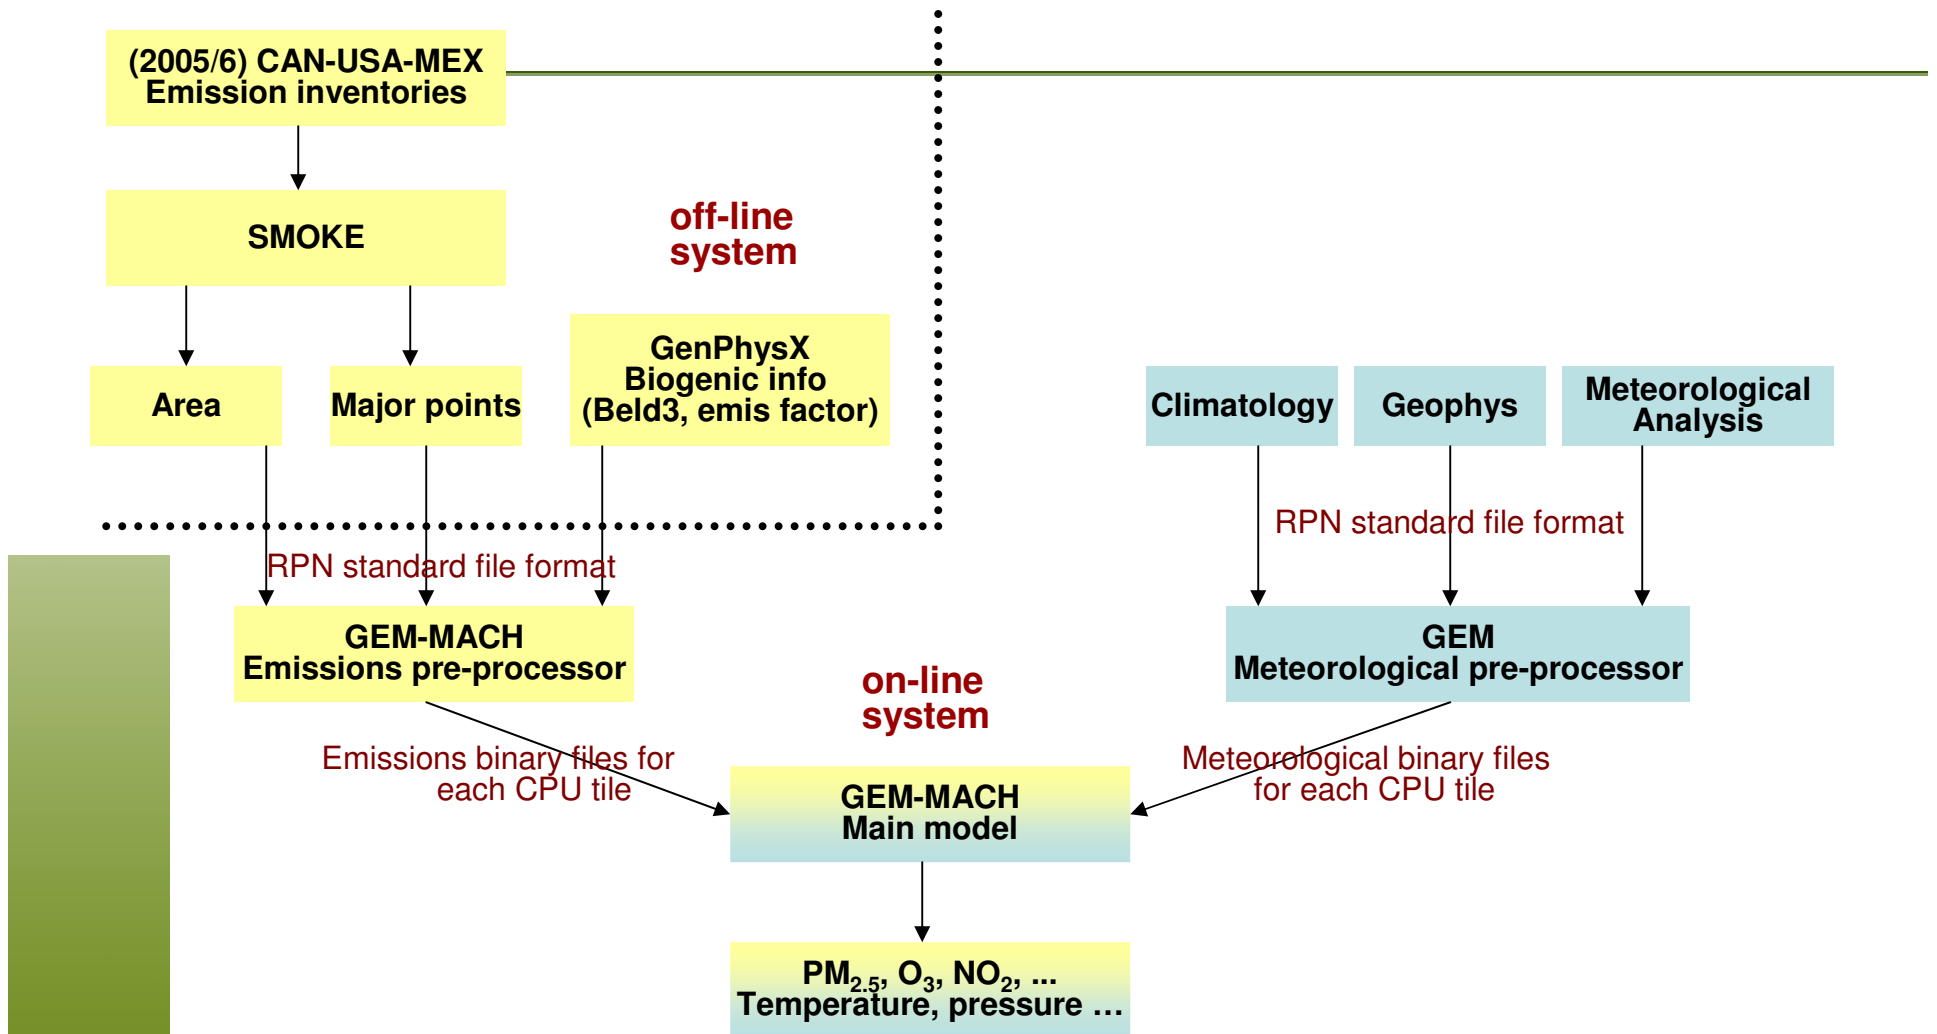 (2005/6) CAN-USA-MEX
Emission inventories
SMOKE
off-line
system
Area
Major points
GenPhysX
Biogenic info
(Beld3, emis factor)
Climatology
Geophys
Meteorological
Analysis
RPN standard file format
RPN standard file format
GEM-MACH
Emissions pre-processor
GEM
Meteorological pre-processor
on-line
system
Emissions binary files for
each CPU tile
Meteorological binary files
for each CPU tile
GEM-MACH
Main model
PM2.5, O3, NO2, ...
Temperature, pressure …